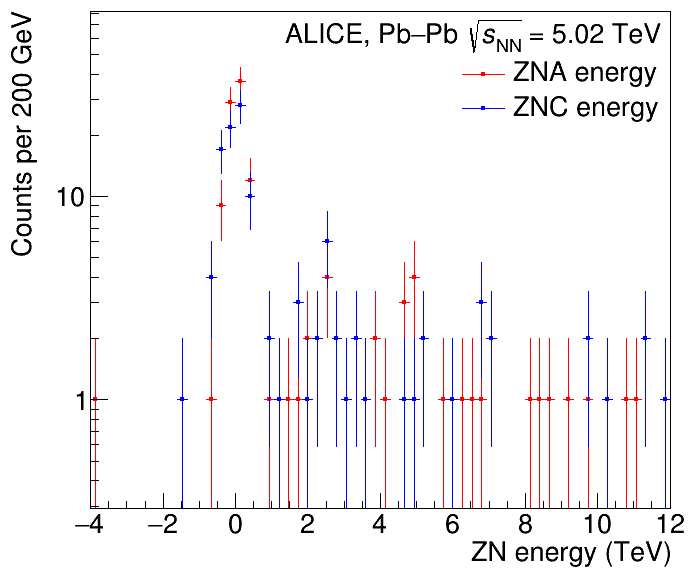 ALICE, Pb–Pb √sNN = 5.02 TeV
ZNA energy
ZNC energy
Counts per 200 GeV
10
1
−4 −2 0 2 4 6 8 10 12
ZN energy (TeV)